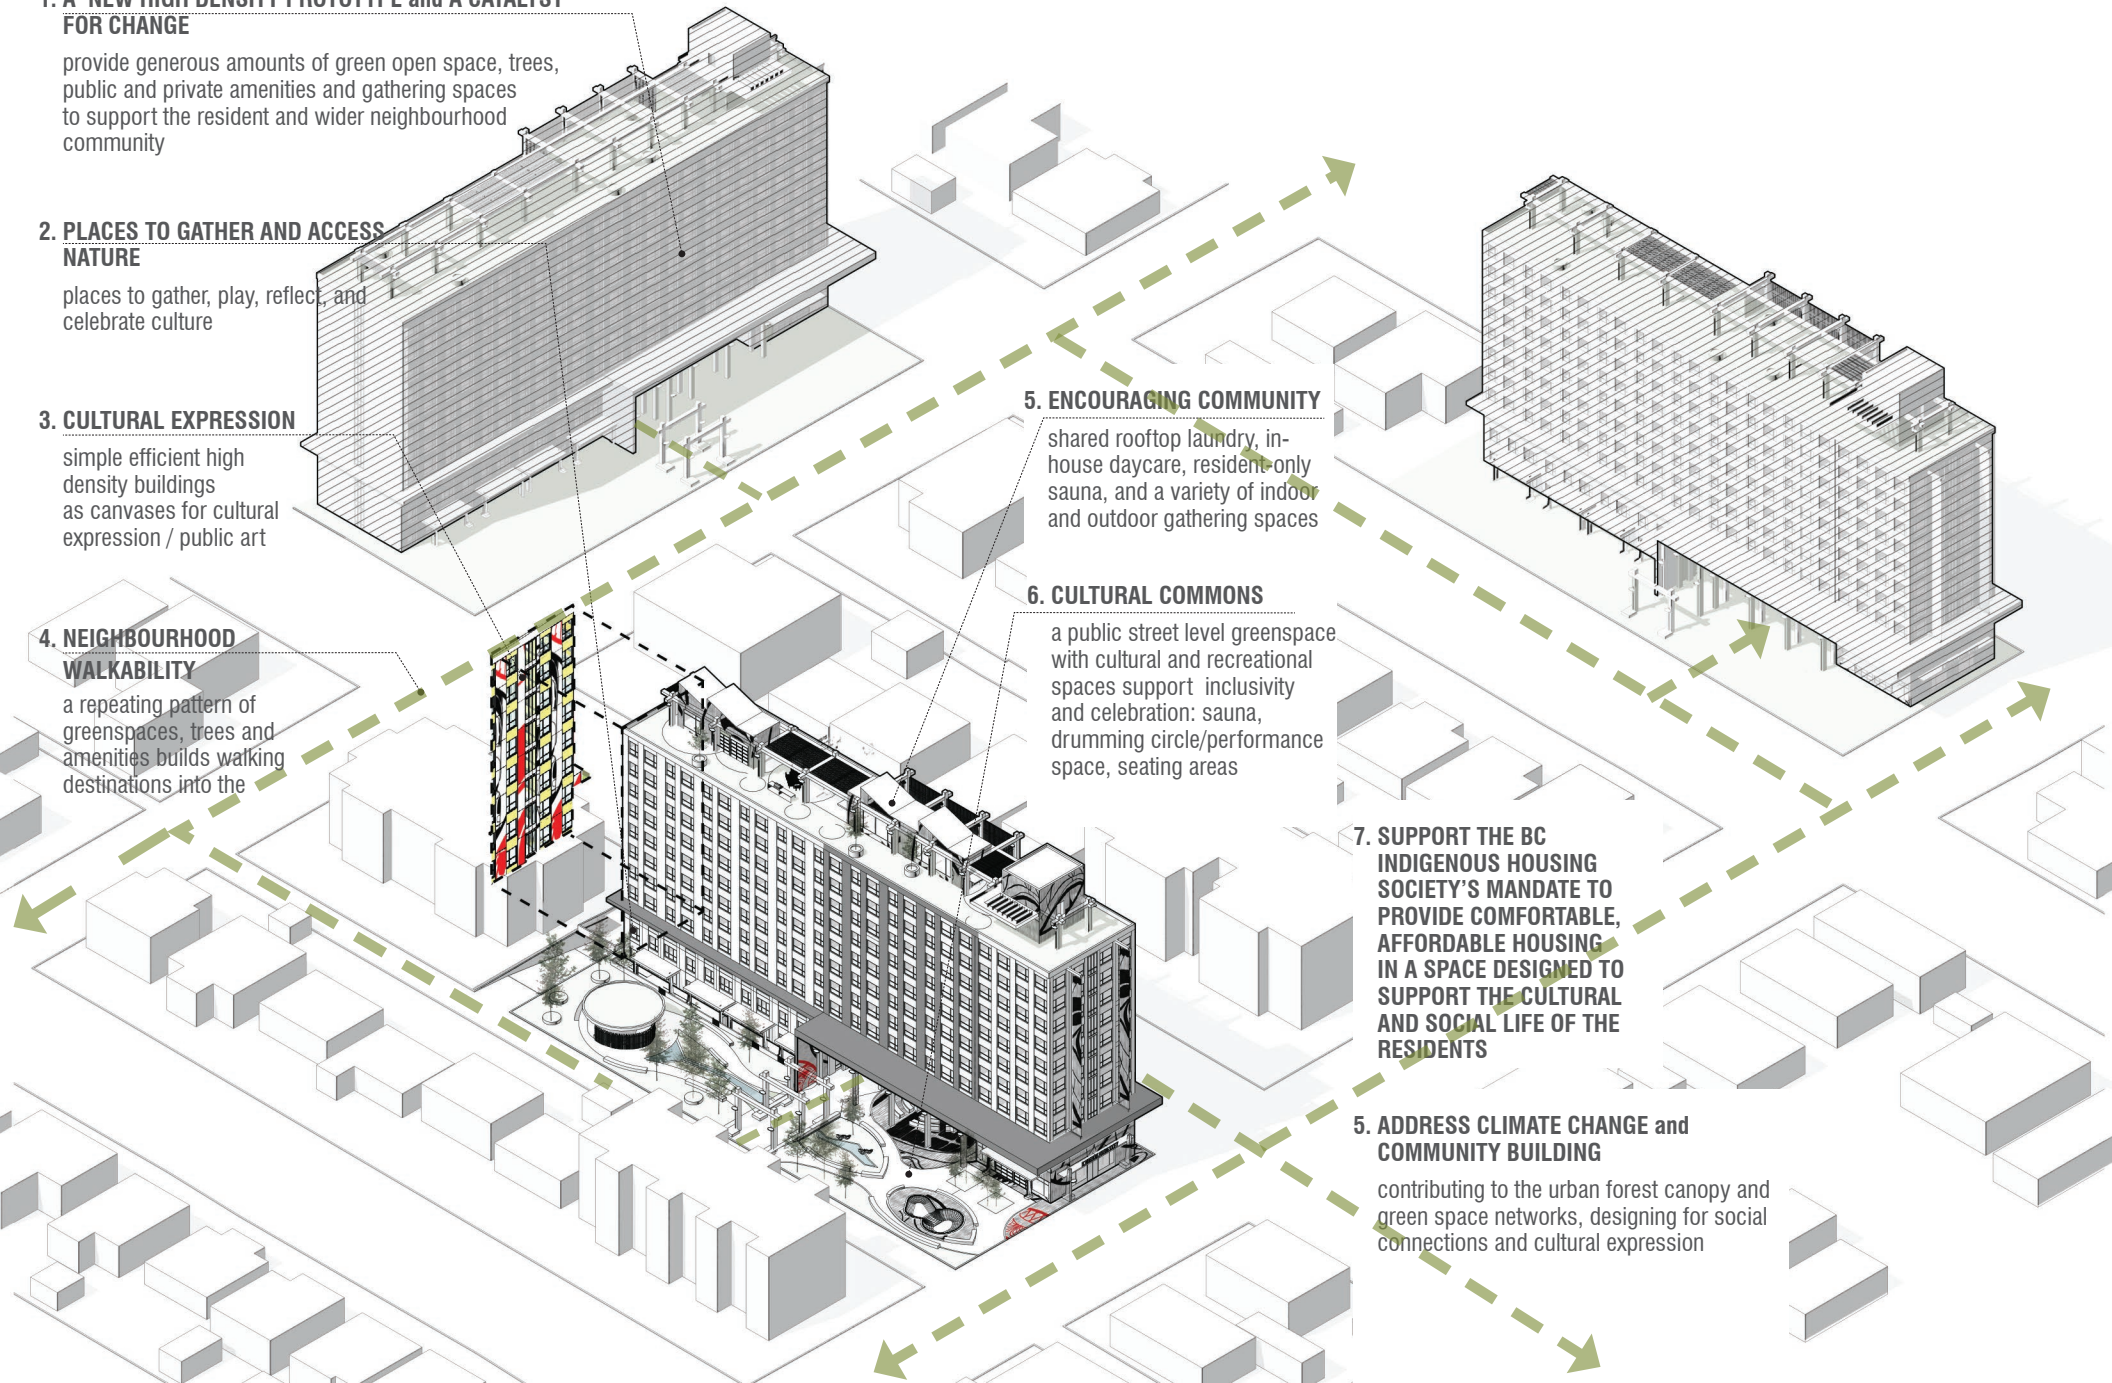 1. A NEW HIGH DENSITY PROTOTYPE and A CATALYST
FOR CHANGE
provide generous amounts of green open space, trees,
public and private amenities and gathering spaces
to support the resident and wider neighbourhood
community
2. PLACES TO GATHER AND ACCESS
NATURE
places to gather, play, reflect, and
celebrate culture
3. CULTURAL EXPRESSION
simple efficient high
density buildings
as canvases for cultural
expression / public art
4. NEIGHBOURHOOD
WALKABILITY
a repeating pattern of
greenspaces, trees and
amenities builds walking
destinations into the
5. ENCOURAGING COMMUNITY
shared rooftop laundry, in-
house daycare, resident-only
sauna, and a variety of indoor
and outdoor gathering spaces
6. CULTURAL COMMONS
a public street level greenspace
with cultural and recreational
spaces support inclusivity
and celebration: sauna,
drumming circle/performance
space, seating areas
7. SUPPORT THE BC
INDIGENOUS HOUSING
SOCIETY'S MANDATE TO
PROVIDE COMFORTABLE,
AFFORDABLE HOUSING
IN A SPACE DESIGNED TO
SUPPORT THE CULTURAL
AND SOCIAL LIFE OF THE
RESIDENTS
5. ADDRESS CLIMATE CHANGE and
COMMUNITY BUILDING
contributing to the urban forest canopy and
green space networks, designing for social
connections and cultural expression